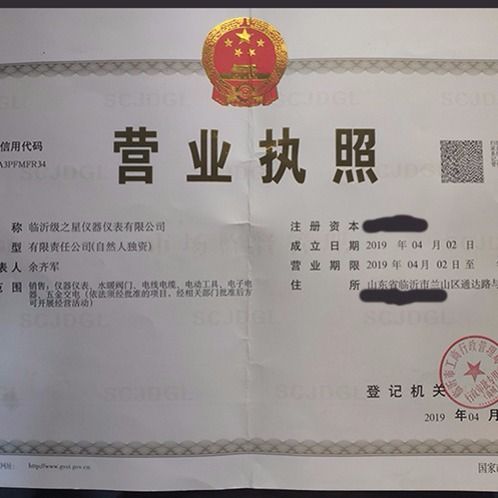 信用代码
A3PFMFR34
营业执照
称 临沂级之星仪器仪表有限公司
型 有限责任公司(自然人独资)
表人 余齐军
范围 销售：仪器仪表、水暖阀门、电线电缆、电动工具、电子电
器、五金交电（依法须经批准的项目，经相关部门批准后方
可开展经营活动）
注册资本
成立日期 2019 年 04 月 02 日
营业期限 2019 年 04 月 02 日 至
住所 山东省临沂市兰山区通达路与
登记机关
2019 年 04 月
http://www.gsxt.gov.cn
国家